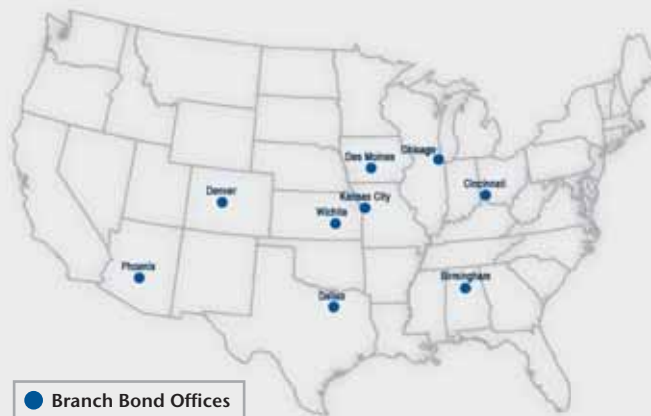 Des Moines
Chicago
Denver
Cincinnati
Wichita
Kansas City
Phoenix
Birmingham
Dallas
Branch Bond Offices